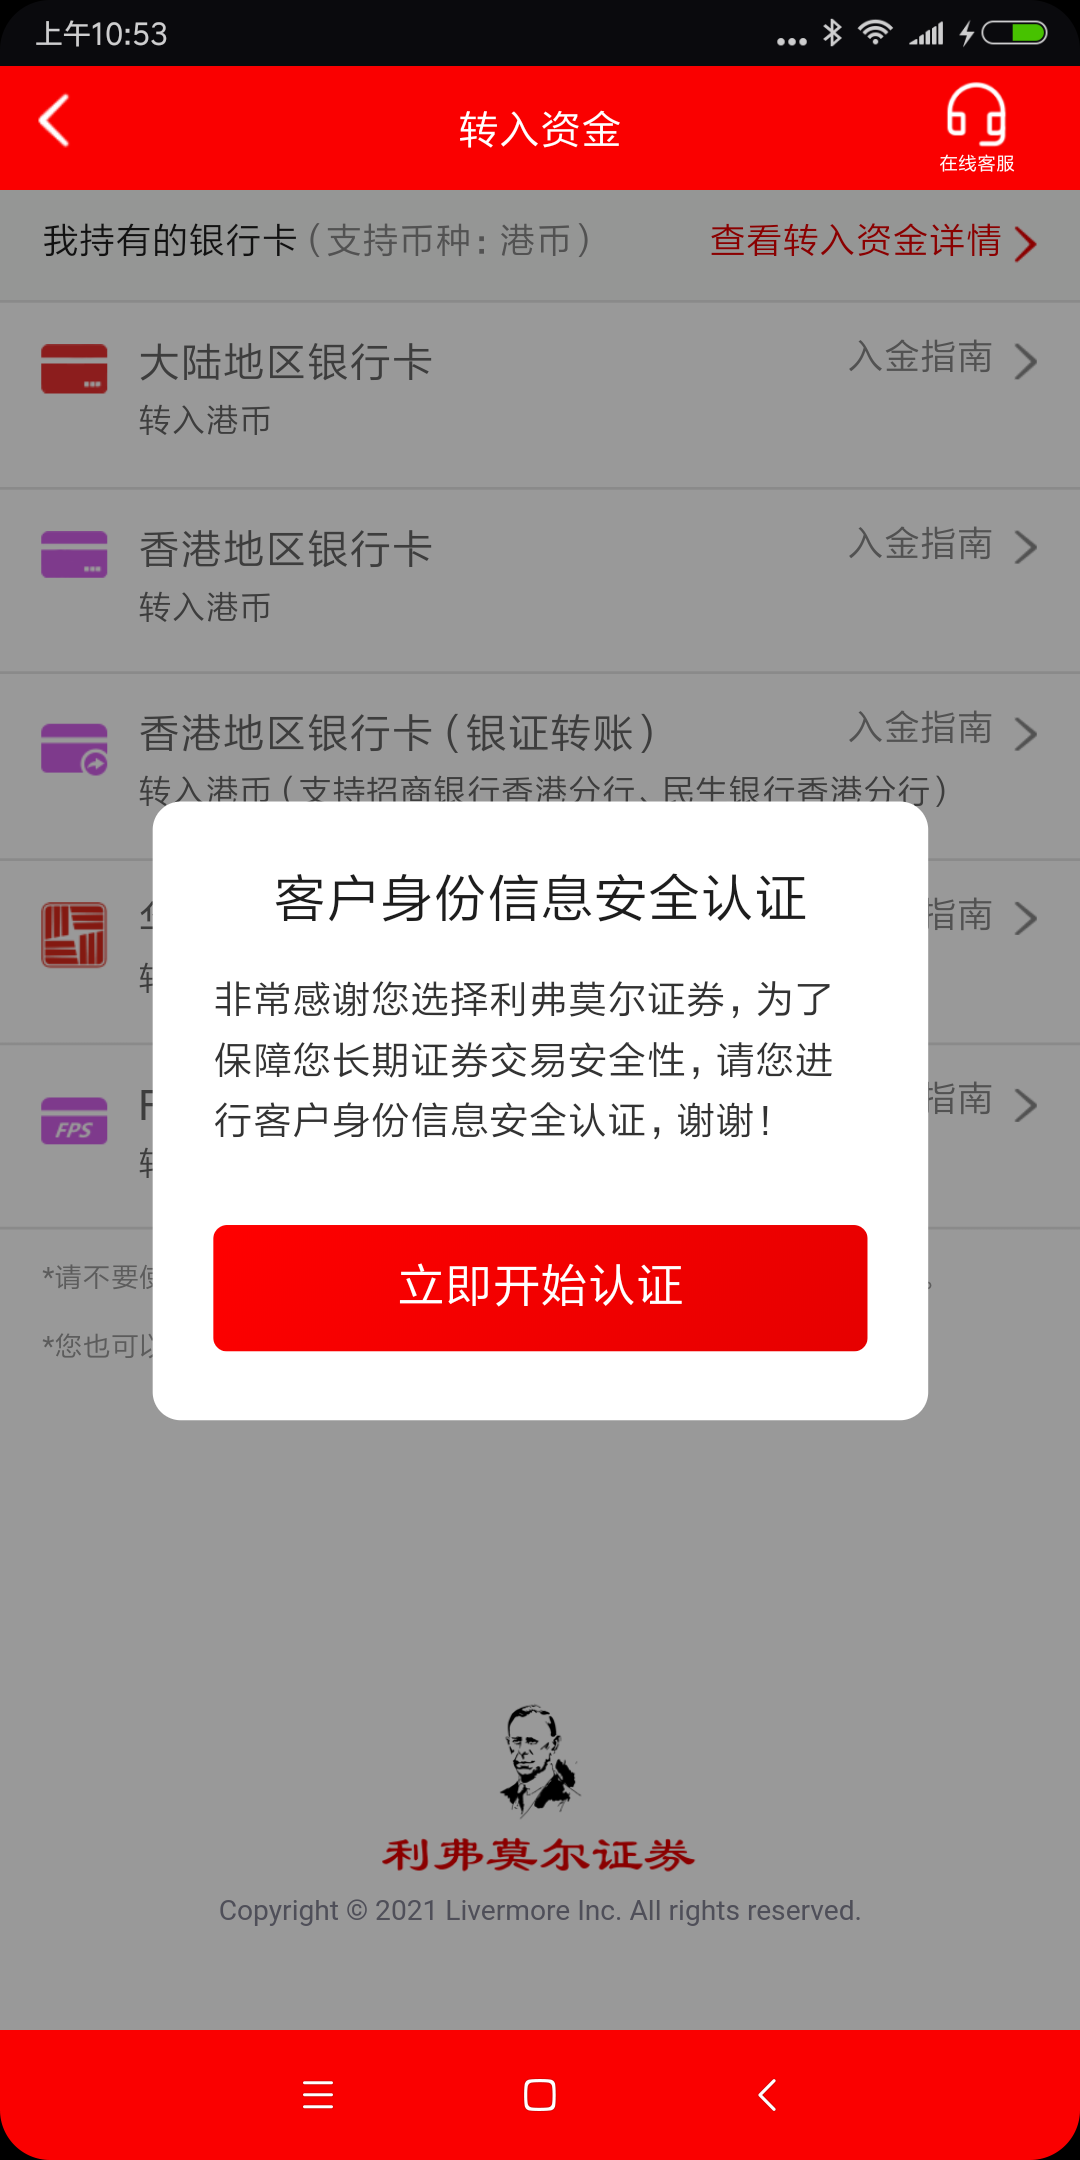 上午10:53
转入资金
在线客服
我持有的银行卡（支持币种：港币） 查看转入资金详情
大陆地区银行卡 入金指南
转入港币
香港地区银行卡 入金指南
转入港币
香港地区银行卡（银证转账） 入金指南
转入港币（支持招商银行香港分行、民生银行香港分行）
指南
FPS
指南
*请不要
*您也可
客户身份信息安全认证
非常感谢您选择利弗莫尔证券，为了
保障您长期证券交易安全性，请您进
行客户身份信息安全认证，谢谢！
立即开始认证
利弗莫尔证券
Copyright © 2021 Livermore Inc. All rights reserved.